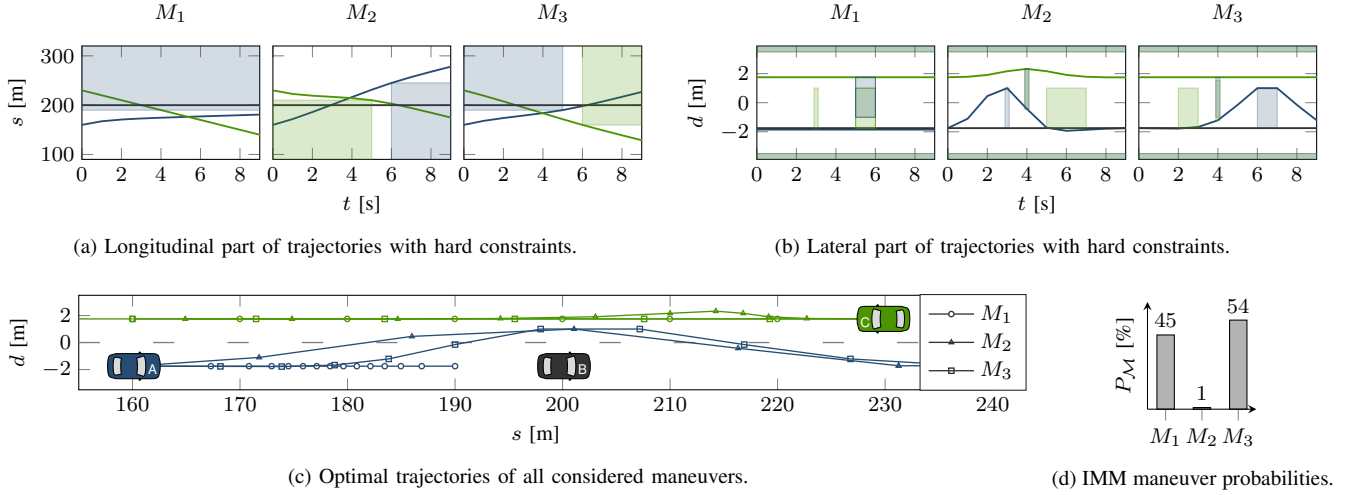 M₁ M₂ M₃
300
200
100
s [m]
0 2 4 6 8 0 2 4 6 8 0 2 4 6 8
t [s]
(a) Longitudinal part of trajectories with hard constraints.
M₁ M₂ M₃
2
0
−2
d [m]
0 2 4 6 8 0 2 4 6 8 0 2 4 6 8
t [s]
(b) Lateral part of trajectories with hard constraints.
2
0
−2
d [m]
A
B
C
M₁
M₂
M₃
160 170 180 190 200 210 220 230 240
s [m]
(c) Optimal trajectories of all considered maneuvers.
P_ℳ [%]
45
1
54
M₁ M₂ M₃
(d) IMM maneuver probabilities.